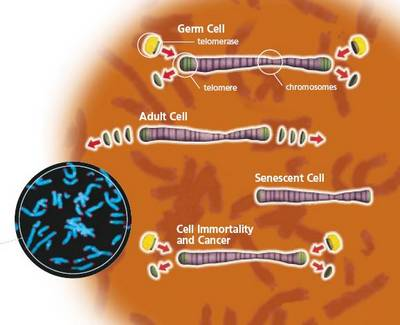 Germ Cell
telomerase
telomere
chromosomes
Adult Cell
Senescent Cell
Cell Immortality
and Cancer